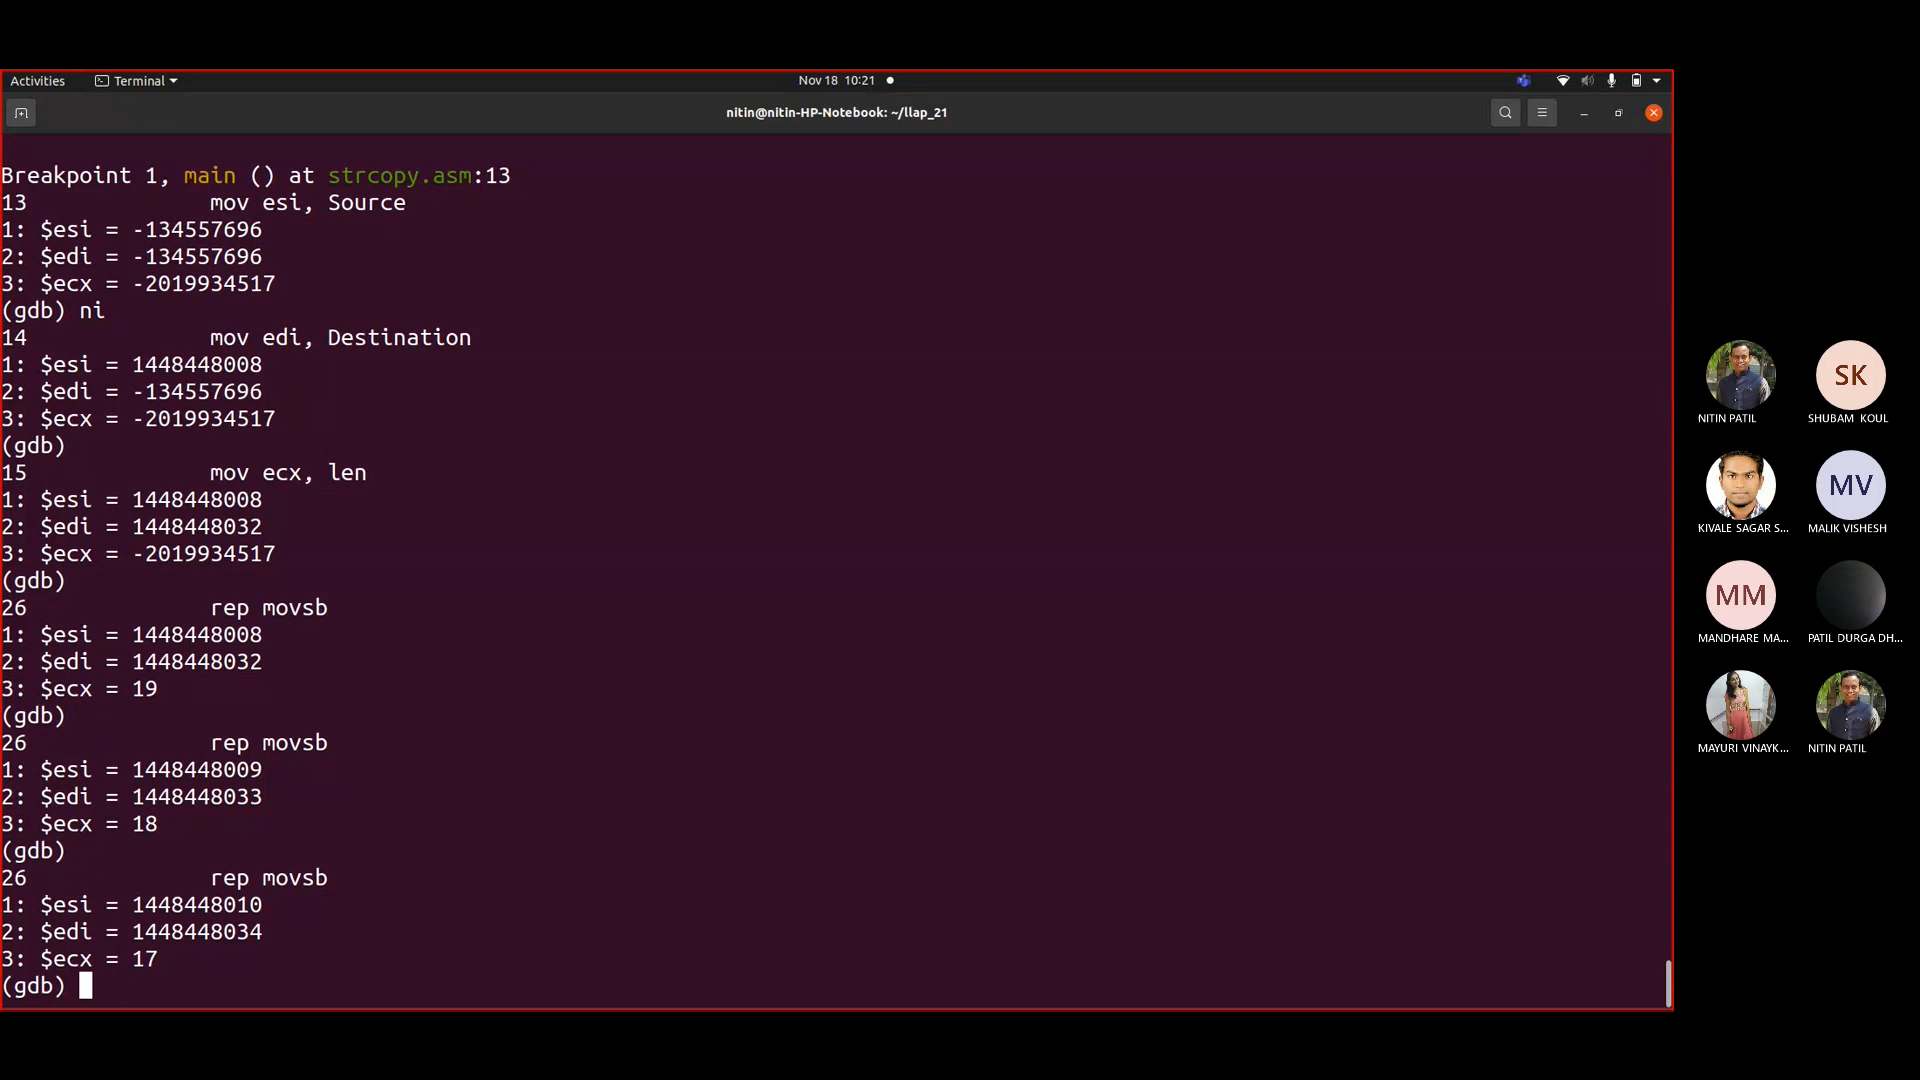 Activities
Terminal
Nov 18 10:21
nitin@nitin-HP-Notebook: ~/llap_21
Breakpoint 1, main () at strcopy.asm:13
13 mov esi, Source
1: $esi = -134557696
2: $edi = -134557696
3: $ecx = -2019934517
(gdb) ni
14 mov edi, Destination
1: $esi = 1448448008
2: $edi = -134557696
3: $ecx = -2019934517
(gdb)
15 mov ecx, len
1: $esi = 1448448008
2: $edi = 1448448032
3: $ecx = -2019934517
(gdb)
26 rep movsb
1: $esi = 1448448008
2: $edi = 1448448032
3: $ecx = 19
(gdb)
26 rep movsb
1: $esi = 1448448009
2: $edi = 1448448033
3: $ecx = 18
(gdb)
26 rep movsb
1: $esi = 1448448010
2: $edi = 1448448034
3: $ecx = 17
(gdb)
NITIN PATIL
SK
SHUBAM KOUL
KIVALE SAGAR S...
MV
MALIK VISHESH
MM
MANDHARE MA...
PATIL DURGA DH...
MAYURI VINAYK...
NITIN PATIL